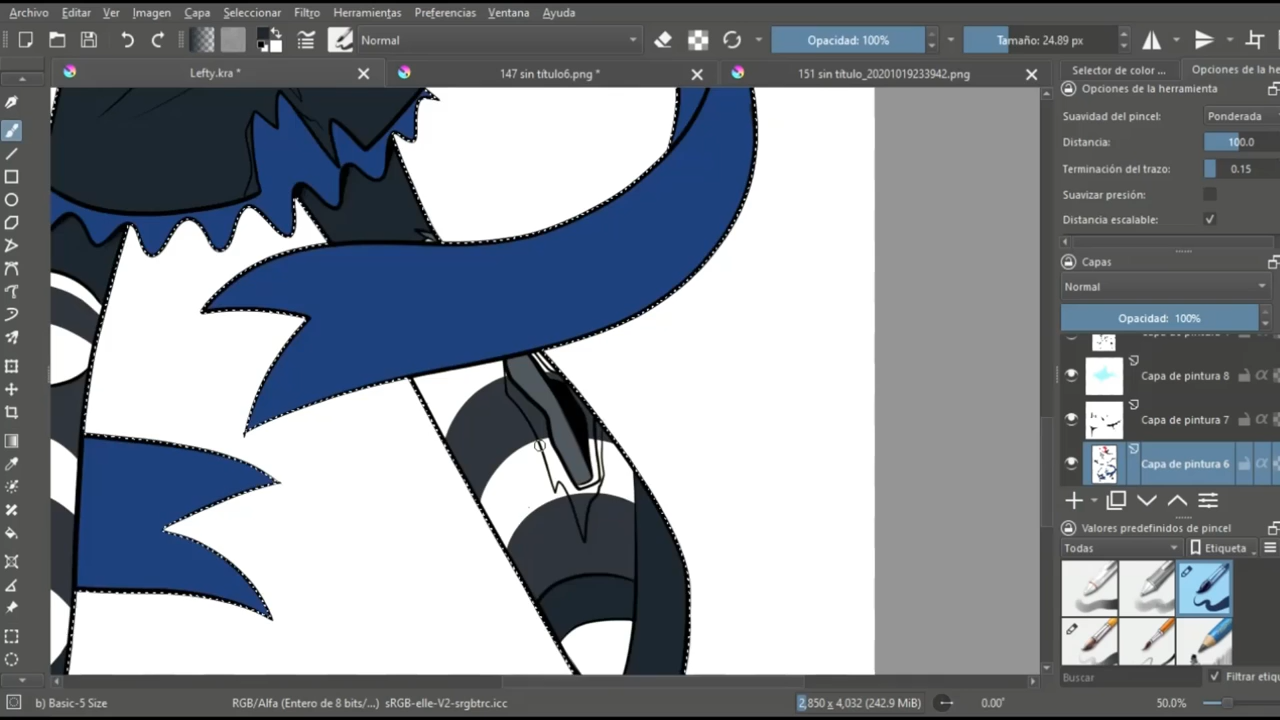 Archivo Editar Ver Imagen Capa Seleccionar Filtro Herramientas Preferencias Ventana Ayuda
Normal Opacidad: 100% Tamaño: 24.89 px
Lefty.kra * 147 sin título6.png * 151 sin título_20201019233942.png
Selector de color ... Opciones de la he
Opciones de la herramienta
Suavidad del pincel: Ponderada
Distancia: 100.0
Terminación del trazo: 0.15
Suavizar presión:
Distancia escalable:
Capas
Normal
Opacidad: 100%
Capa de pintura 8
Capa de pintura 7
Capa de pintura 6
Valores predefinidos de pincel
Todas Etiqueta
Buscar Filtrar etiqu
b) Basic-5 Size RGB/Alfa (Entero de 8 bits/...) sRGB-elle-V2-srgbtrc.icc 2,850 x 4,032 (242.9 MiB) 0.00° 50.0%